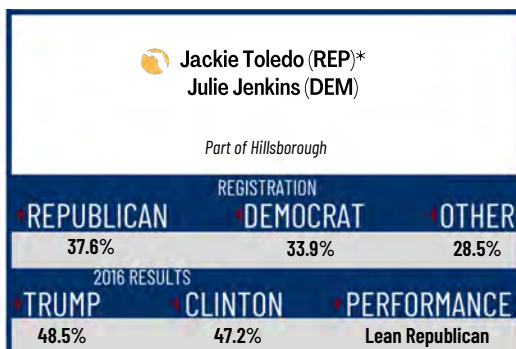 Jackie Toledo (REP)*
Julie Jenkins (DEM)
Part of Hillsborough
REGISTRATION
REPUBLICAN DEMOCRAT OTHER
37.6% 33.9% 28.5%
2016 RESULTS
TRUMP CLINTON PERFORMANCE
48.5% 47.2% Lean Republican